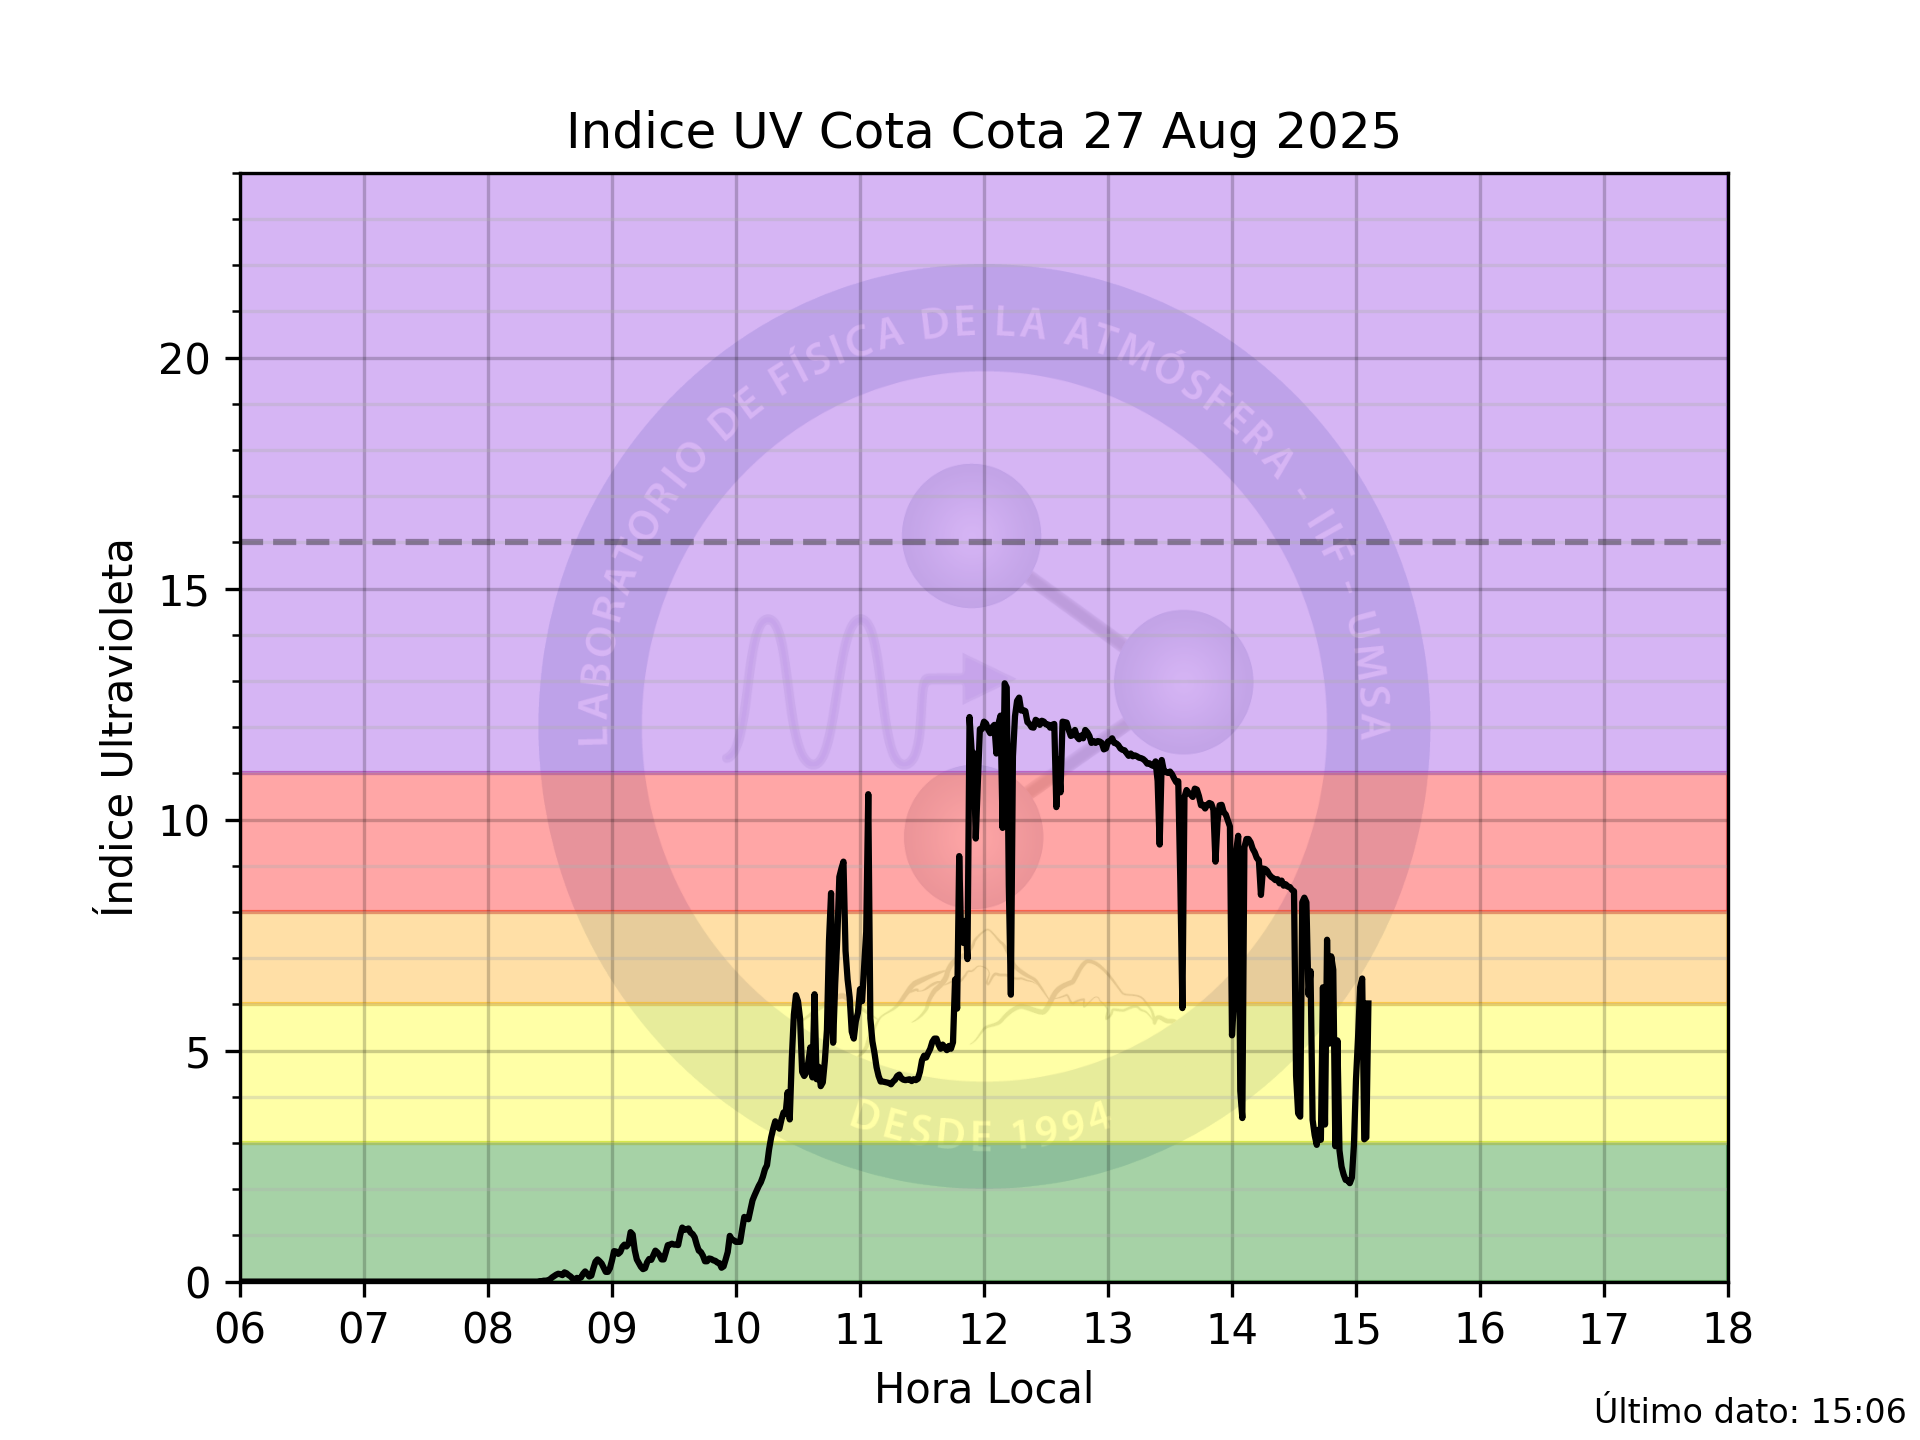 Indice UV Cota Cota 27 Aug 2025
20
15
10
5
0
Índice Ultravioleta
LABORATORIO DE FÍSICA DE LA ATMÓSFERA - IIF - UMSA
DESDE 1994
06 07 08 09 10 11 12 13 14 15 16 17 18
Hora Local
Último dato: 15:06